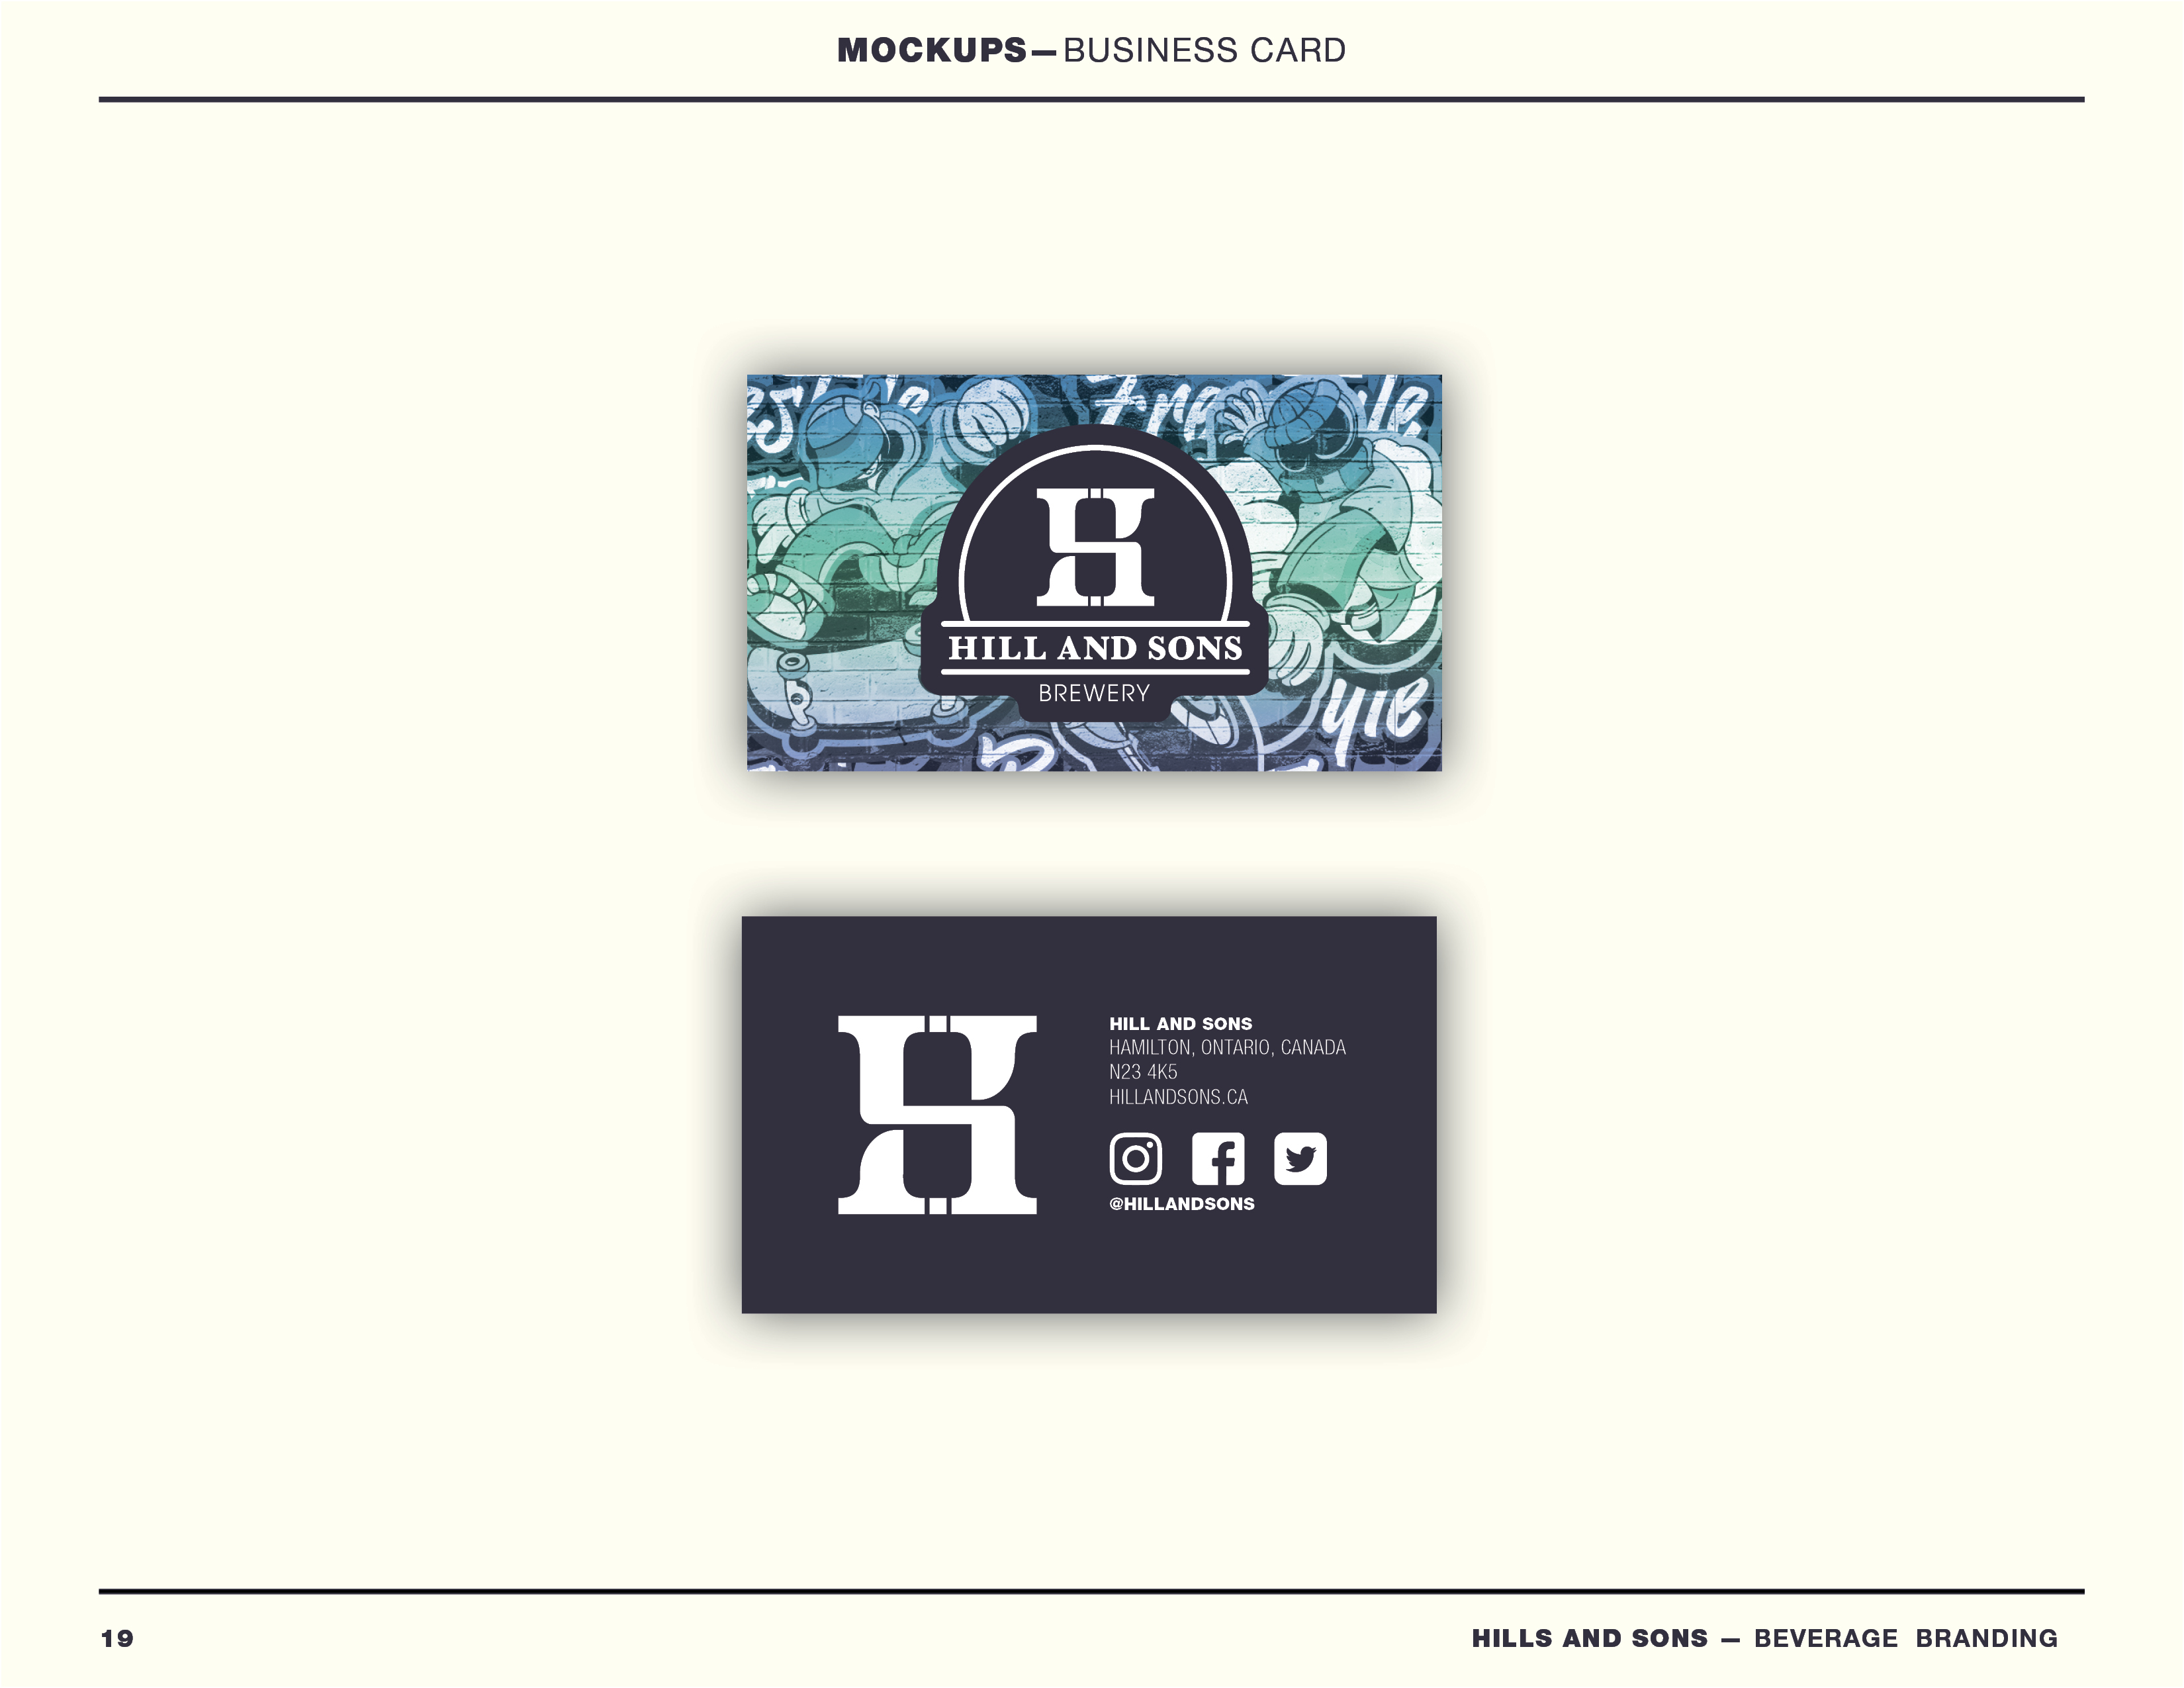 MOCKUPS—BUSINESS CARD
HILL AND SONS
BREWERY
yle
HILL AND SONS
HAMILTON, ONTARIO, CANADA
N23 4K5
HILLANDSONS.CA
@HILLANDSONS
19
HILLS AND SONS — BEVERAGE BRANDING